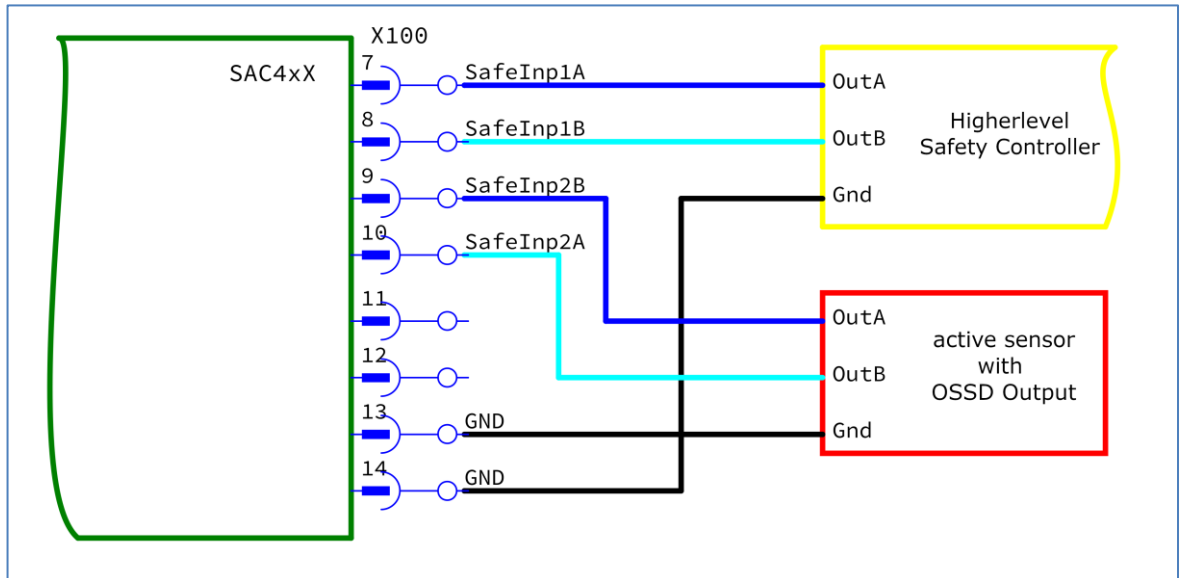 X100
SAC4xX
7
SafeInp1A
8
SafeInp1B
9
SafeInp2B
10
SafeInp2A
11
12
13
GND
14
GND
OutA
OutB
Gnd
Higherlevel
Safety Controller
OutA
OutB
Gnd
active sensor
with
OSSD Output